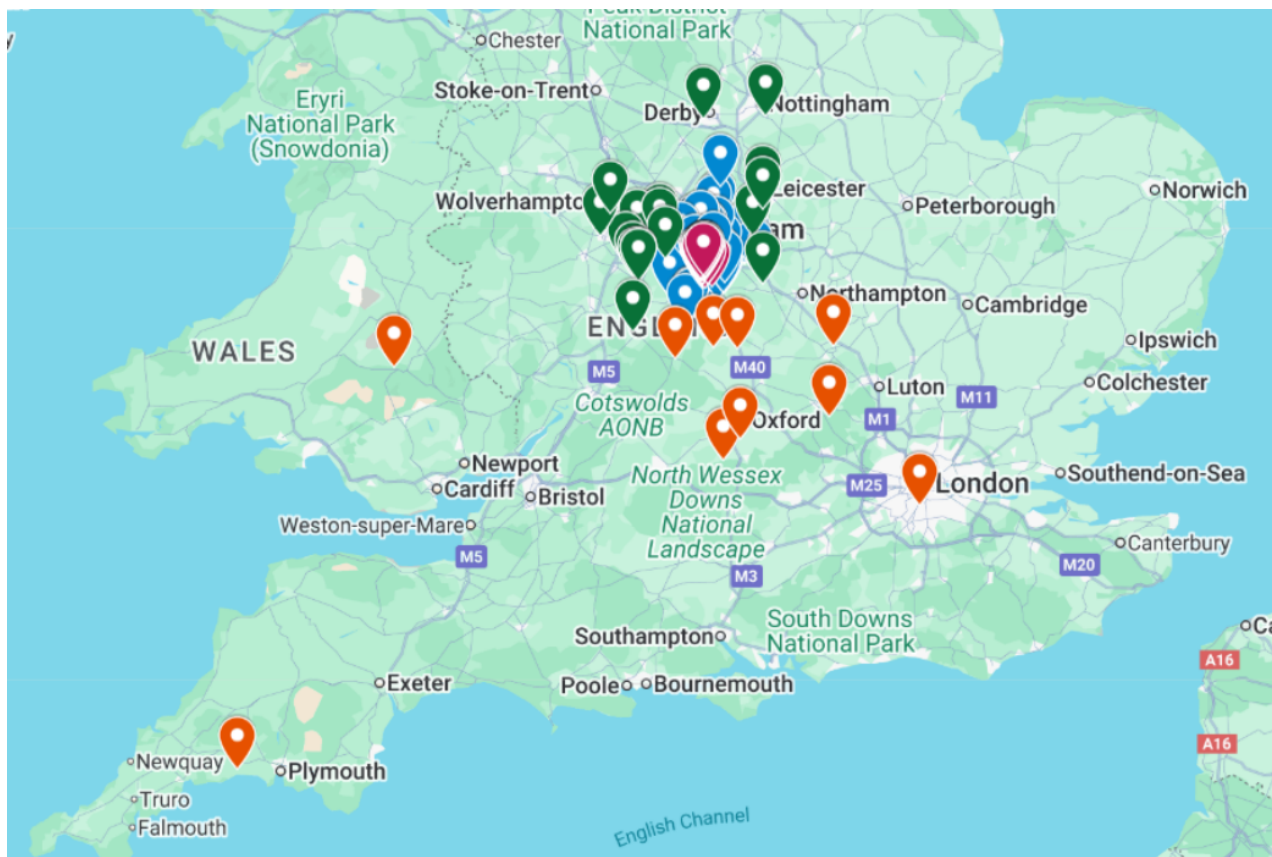 Peak District
National Park
Chester
Stoke-on-Trent
Derby
Nottingham
Eryri
National Park
(Snowdonia)
Wolverhampto
Leicester
Norwich
Peterborough
am
Northampton
Cambridge
ENGL
WALES
Ipswich
M5
M40
Luton
M11
Colchester
Cotswolds
AONB
Oxford
M1
Newport
Cardiff
Bristol
North Wessex
Downs
National
Landscape
M25
London
Southend-on-Sea
Weston-super-Mare
M5
M3
Canterbury
M20
South Downs
National Park
Southampton
Ca
A16
Exeter
Poole
Bournemouth
Newquay
Plymouth
A16
Truro
Falmouth
English Channel